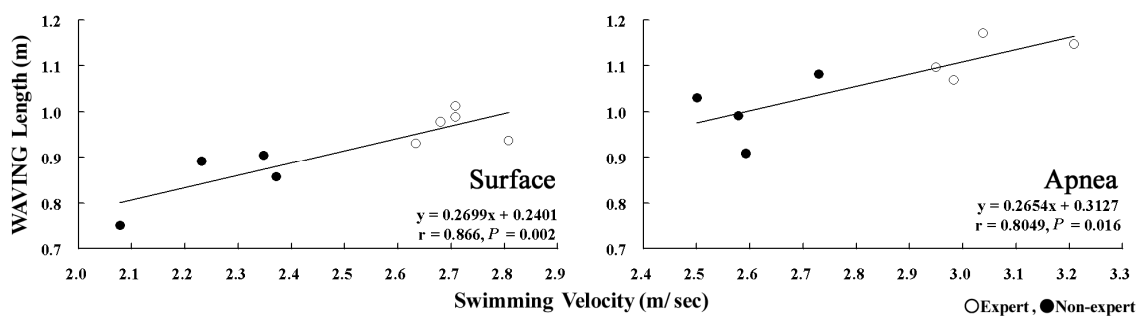 WAVING Length (m)
1.2
1.1
1.0
0.9
0.8
0.7
2.0 2.1 2.2 2.3 2.4 2.5 2.6 2.7 2.8 2.9
Surface
y = 0.2699x + 0.2401
r = 0.866, P = 0.002
1.2
1.1
1.0
0.9
0.8
0.7
2.4 2.5 2.6 2.7 2.8 2.9 3.0 3.1 3.2 3.3
Apnea
y = 0.2654x + 0.3127
r = 0.8049, P = 0.016
Swimming Velocity (m/ sec)
○Expert , ●Non-expert